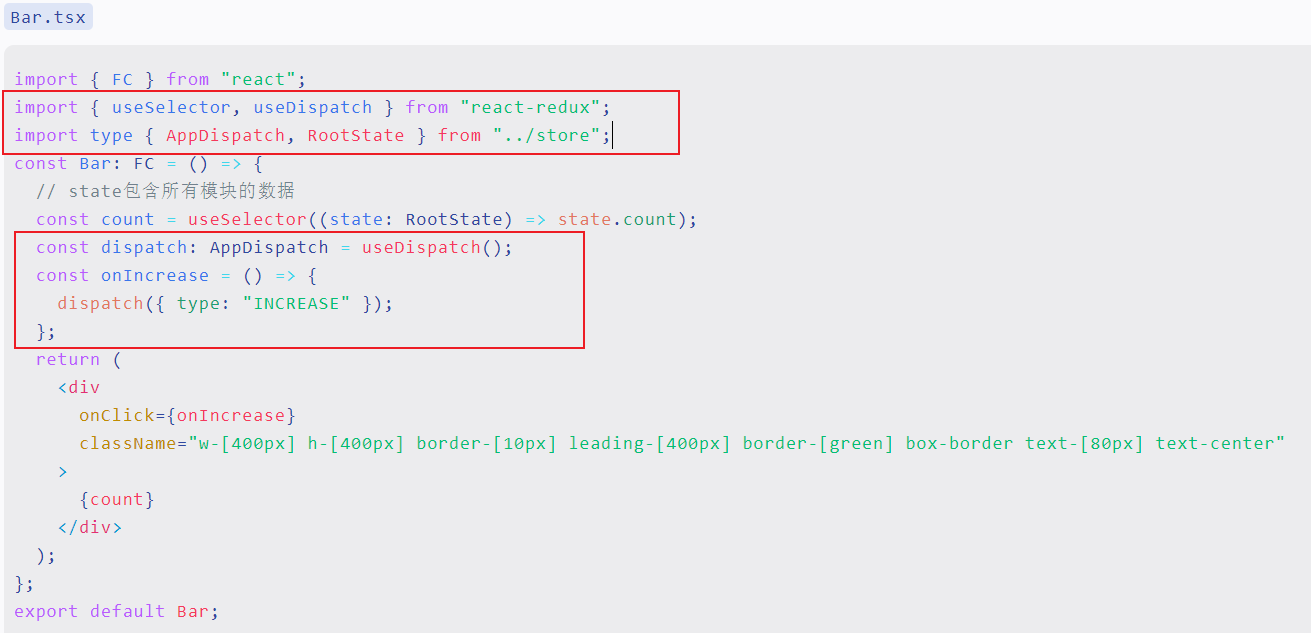 Bar.tsx
import { FC } from "react";
import { useSelector, useDispatch } from "react-redux";
import type { AppDispatch, RootState } from "../store";
const Bar: FC = () => {
  // state包含所有模块的数据
  const count = useSelector((state: RootState) => state.count);
  const dispatch: AppDispatch = useDispatch();
  const onIncrease = () => {
    dispatch({ type: "INCREASE" });
  };
  return (
    <div
      onClick={onIncrease}
      className="w-[400px] h-[400px] border-[10px] leading-[400px] border-[green] box-border text-[80px] text-center"
    >
      {count}
    </div>
  );
};
export default Bar;